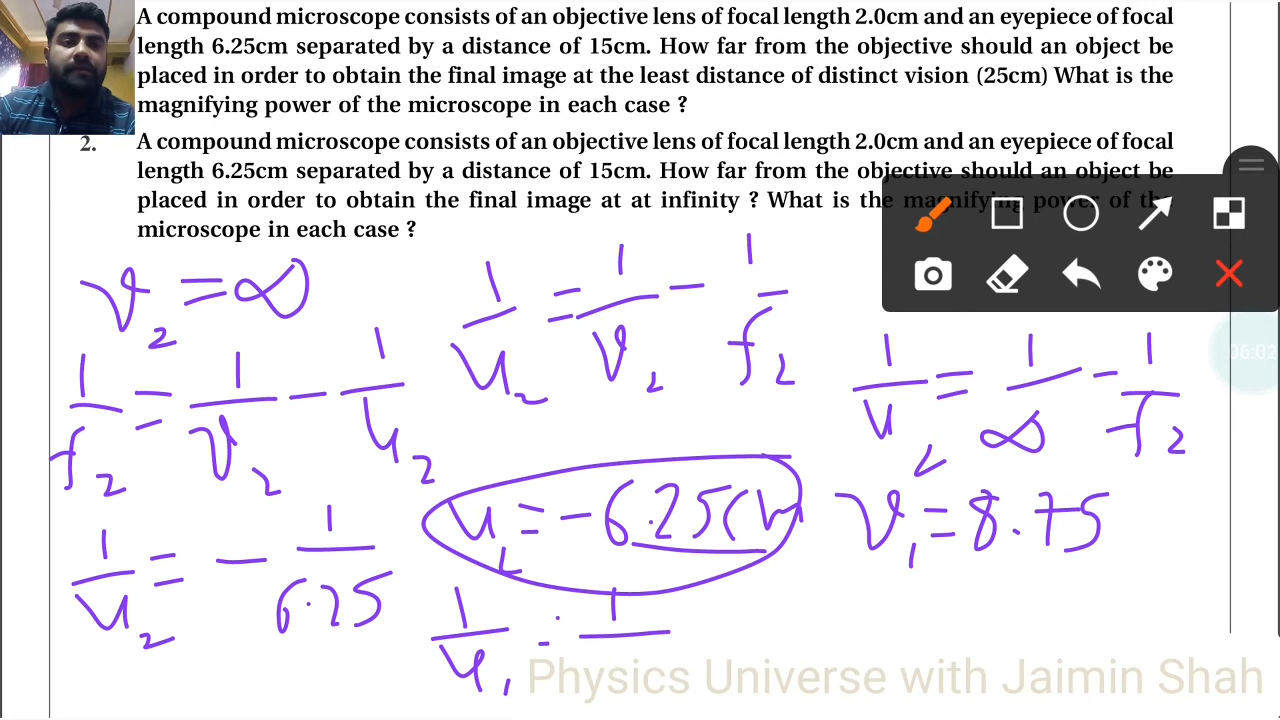 A compound microscope consists of an objective lens of focal length 2.0cm and an eyepiece of focal
length 6.25cm separated by a distance of 15cm. How far from the objective should an object be
placed in order to obtain the final image at the least distance of distinct vision (25cm) What is the
magnifying power of the microscope in each case ?
2. A compound microscope consists of an objective lens of focal length 2.0cm and an eyepiece of focal
length 6.25cm separated by a distance of 15cm. How far from the objective should an object be
placed in order to obtain the final image at at infinity ? What is the magnifying power of the
microscope in each case ?
v₂ = ∞
1/u₂ = 1/v₂ - 1/f₂
1/f₂ = 1/v₂ - 1/u₂
1/u₂ = 1/∞ - 1/f₂
06:02
1/u₂ = - 1/6.25
u₂ = -6.25cm
v₁ = 8.75
1/u₁ = 1/
Physics Universe with Jaimin Shah